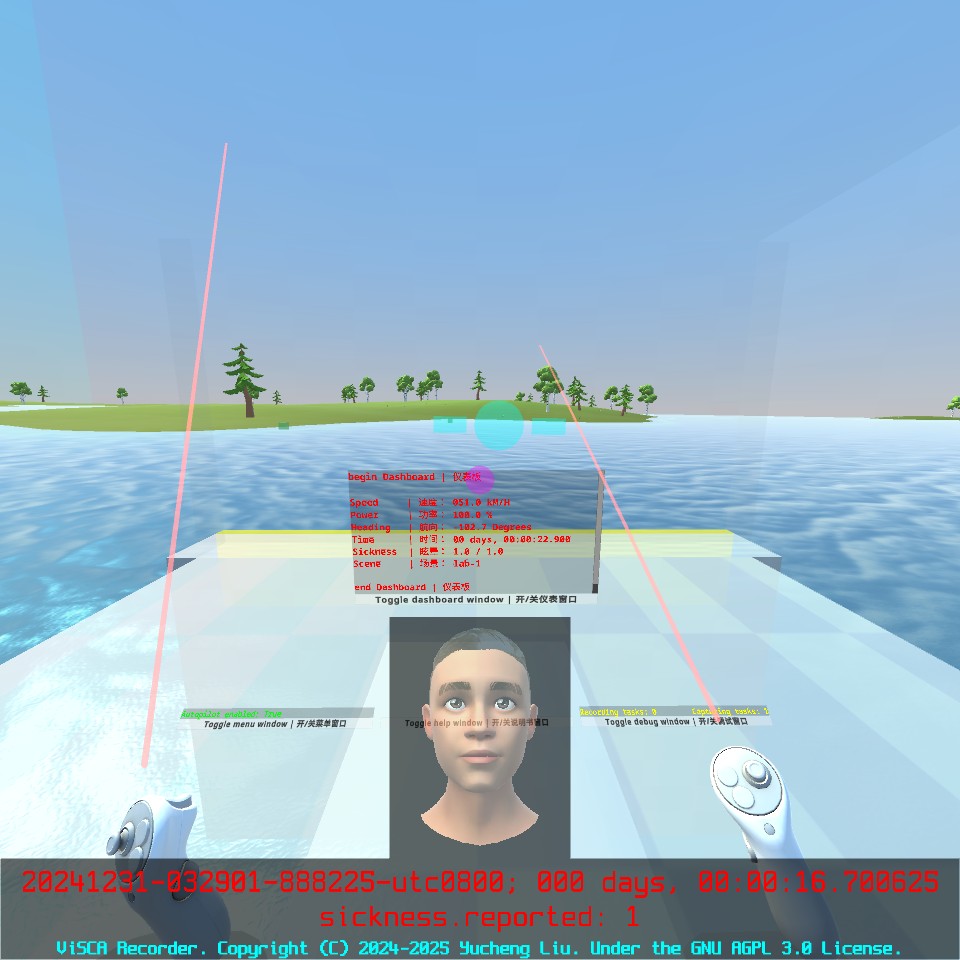 begin Dashboard | 仪表板
Speed | 速度: 051.0 KM/H
Power | 功率: 100.0 %
Heading | 航向: -102.7 Degrees
Time | 时间: 00 days, 00:00:22.900
Sickness | 眩晕: 1.0 / 1.0
Scene | 场景: lab-1
end Dashboard | 仪表板
Toggle dashboard window | 开/关仪表窗口
Autopilot enabled: True
Toggle menu window | 开/关菜单窗口
Toggle help window | 开/关说明书窗口
Recording tasks: 0 Capturing tasks: 1
Toggle debug window | 开/关调试窗口
20241231-032901-888225-utc0800; 000 days, 00:00:16.700625
sickness.reported: 1
ViSCA Recorder. Copyright (C) 2024-2025 Yucheng Liu. Under the GNU AGPL 3.0 License.